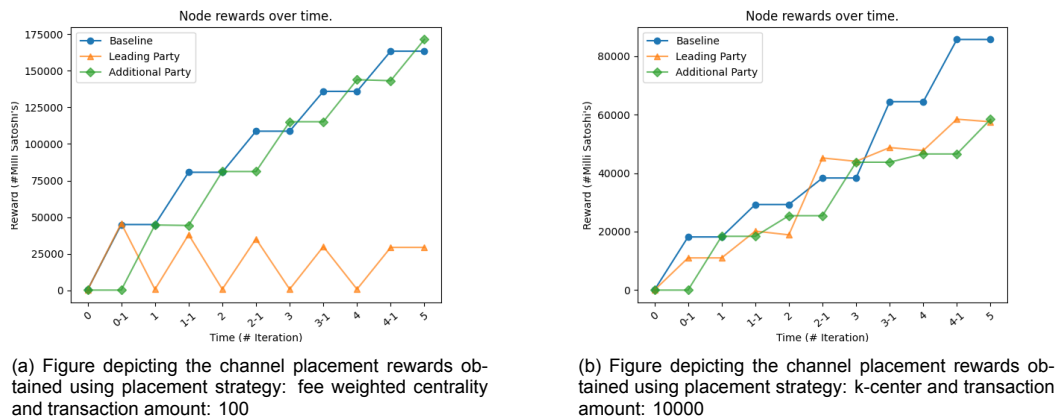 Node rewards over time.
175000
150000
125000
100000
75000
50000
25000
0
Reward (#Milli Satoshi's)
Baseline
Leading Party
Additional Party
0
0-1
1
1-1
2
2-1
3
3-1
4
4-1
5
Time (# Iteration)
(a) Figure depicting the channel placement rewards ob-
tained using placement strategy: fee weighted centrality
and transaction amount: 100
Node rewards over time.
80000
60000
40000
20000
0
Reward (#Milli Satoshi's)
Baseline
Leading Party
Additional Party
0
0-1
1
1-1
2
2-1
3
3-1
4
4-1
5
Time (# Iteration)
(b) Figure depicting the channel placement rewards ob-
tained using placement strategy: k-center and transaction
amount: 10000